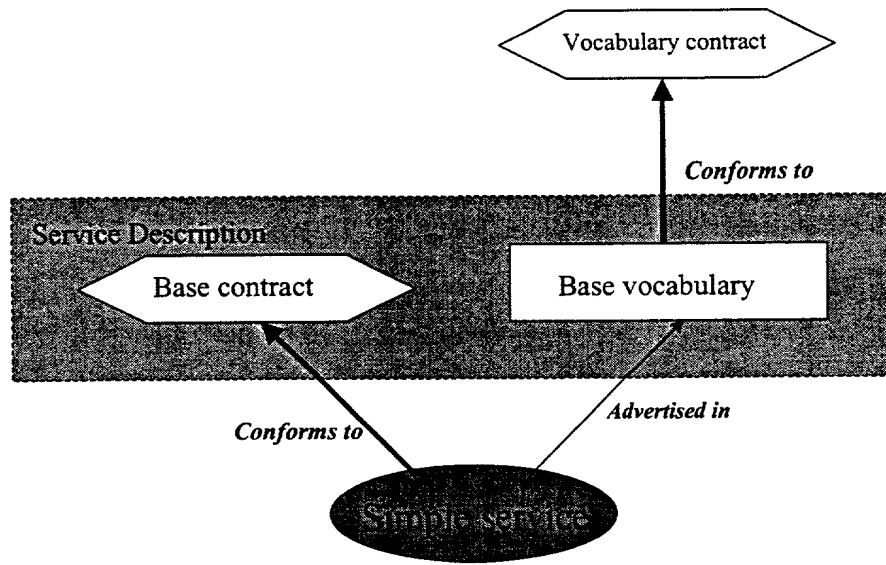 Vocabulary contract
Conforms to
Service Description
Base contract
Base vocabulary
Conforms to
Advertised in
Simple service